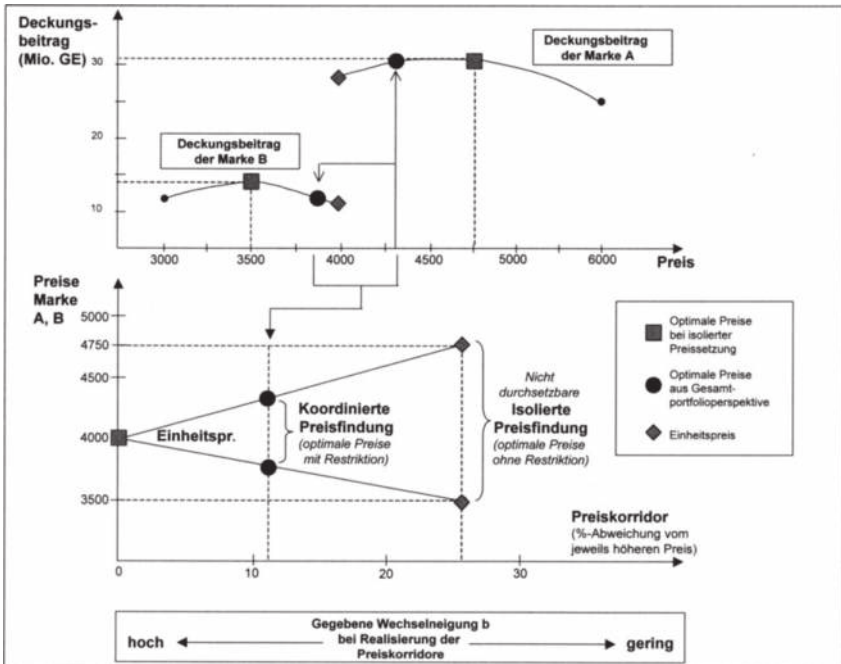 Deckungs-
beitrag
(Mio. GE)
30
20
10
Deckungsbeitrag
der Marke A
Deckungsbeitrag
der Marke B
3000
3500
4000
4500
5000
6000
Preis
Preise
Marke
A, B
5000
4750
4500
4000
3500
Einheitspr.
Koordinierte
Preisfindung
(optimale Preise
mit Restriktion)
Nicht
durchsetzbare
Isolierte
Preisfindung
(optimale Preise
ohne Restriktion)
Optimale Preise
bei isolierter
Preissetzung
Optimale Preise
aus Gesamt-
portfolioperspektive
Einheitspreis
Preiskorridor
(%-Abweichung vom
jeweils höheren Preis)
0
10
20
30
Gegebene Wechselneigung b
bei Realisierung der
Preiskorridore
hoch
gering